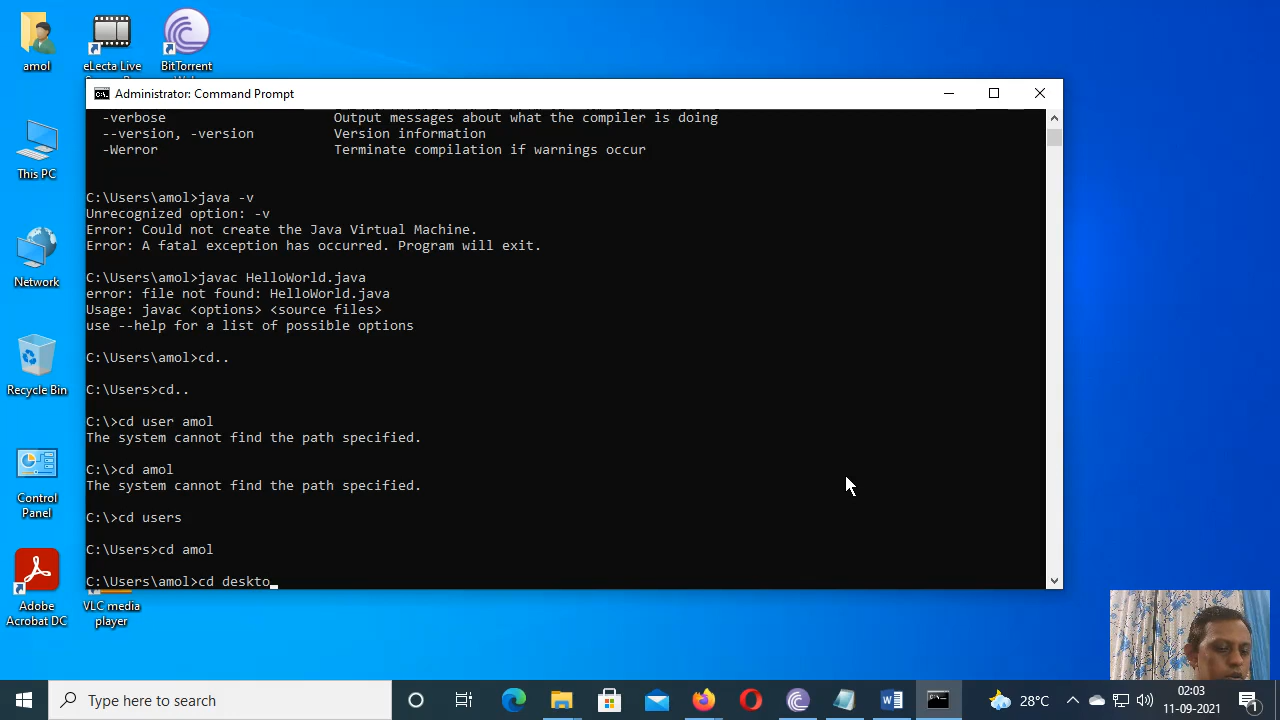 amol
eLecta Live
BitTorrent
Administrator: Command Prompt
-verbose Output messages about what the compiler is doing
--version, -version Version information
-Werror Terminate compilation if warnings occur
This PC
C:\Users\amol>java -v
Unrecognized option: -v
Error: Could not create the Java Virtual Machine.
Error: A fatal exception has occurred. Program will exit.
Network
C:\Users\amol>javac HelloWorld.java
error: file not found: HelloWorld.java
Usage: javac <options> <source files>
use --help for a list of possible options
C:\Users\amol>cd..
Recycle Bin
C:\Users>cd..
C:\>cd user amol
The system cannot find the path specified.
C:\>cd amol
The system cannot find the path specified.
Control
Panel
C:\>cd users
C:\Users>cd amol
C:\Users\amol>cd deskto_
Adobe
Acrobat DC
VLC media
player
Type here to search
28°C
02:03
11-09-2021
1